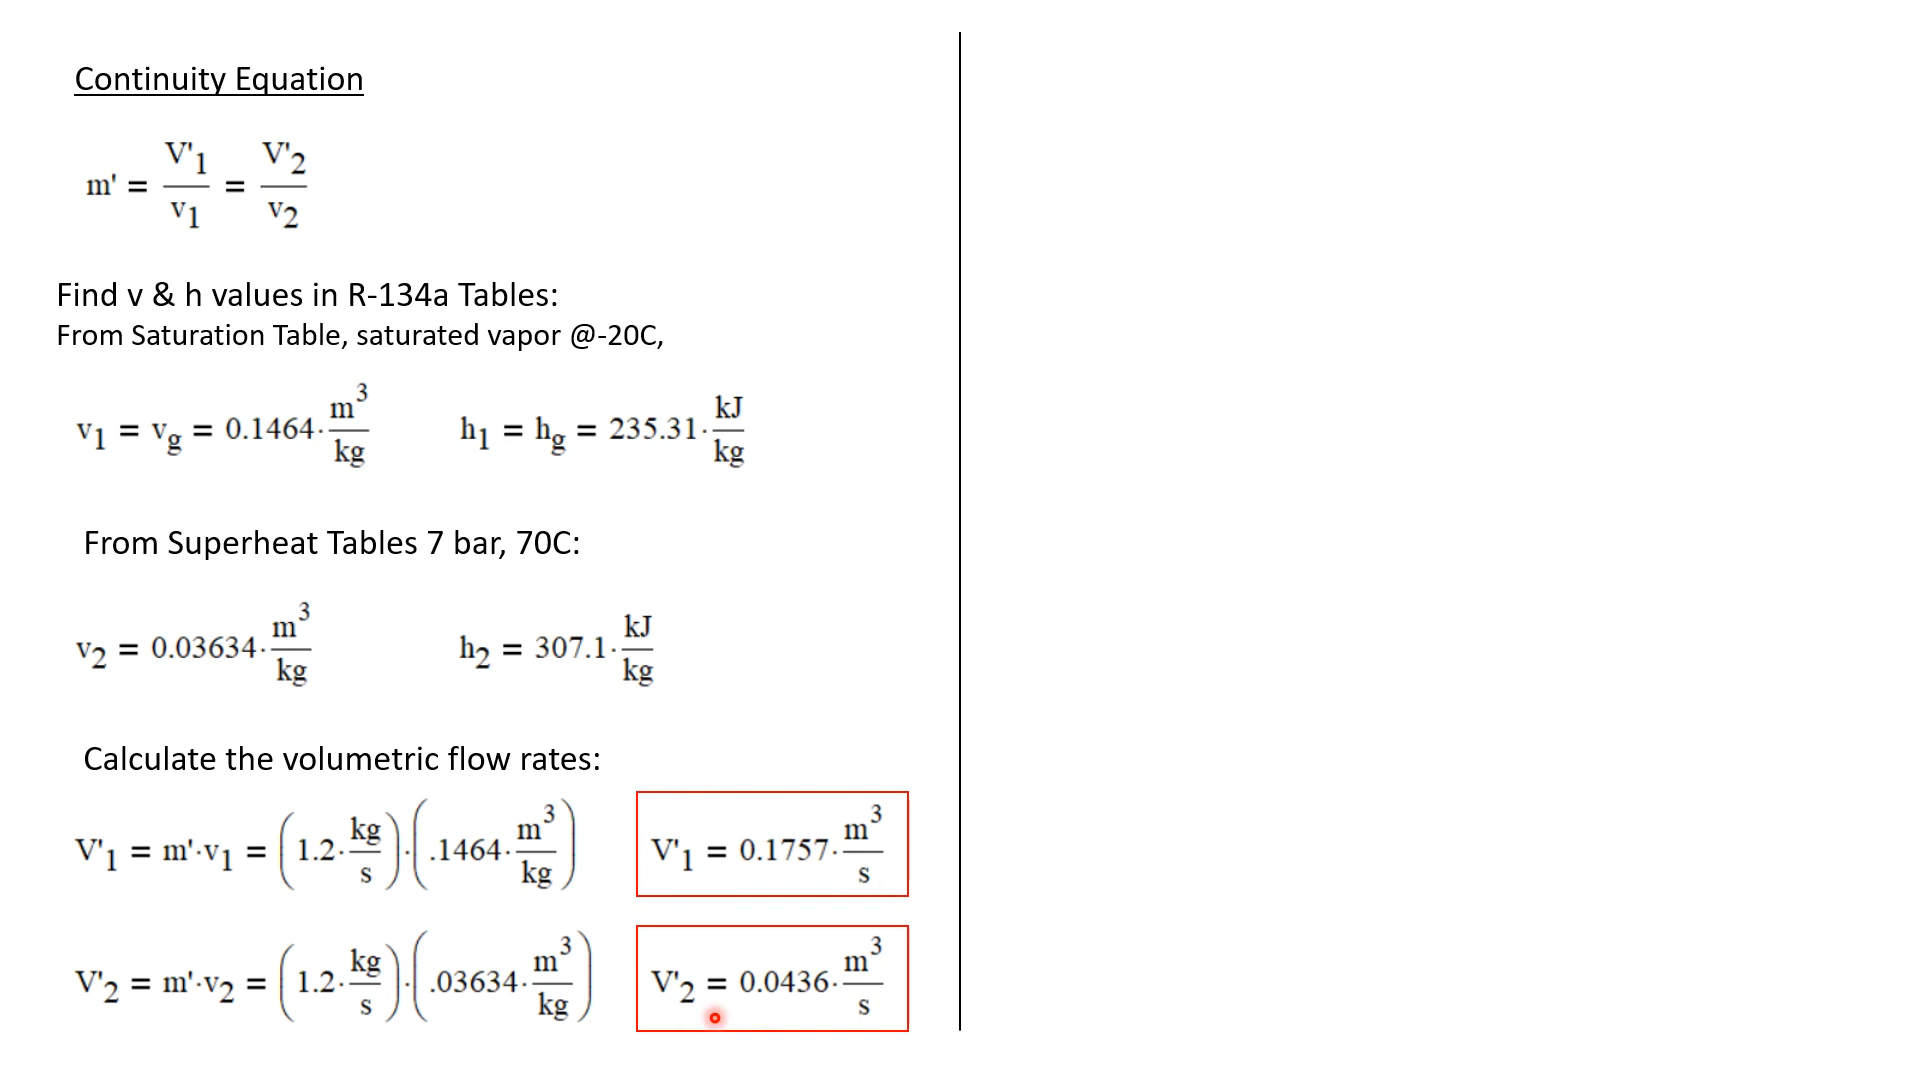 Continuity Equation
m' = V'1/v1 = V'2/v2
Find v & h values in R-134a Tables:
From Saturation Table, saturated vapor @-20C,
v1 = vg = 0.1464·m³/kg h1 = hg = 235.31·kJ/kg
From Superheat Tables 7 bar, 70C:
v2 = 0.03634·m³/kg h2 = 307.1·kJ/kg
Calculate the volumetric flow rates:
V'1 = m'·v1 = (1.2·kg/s)·(.1464·m³/kg) V'1 = 0.1757·m³/s
V'2 = m'·v2 = (1.2·kg/s)·(.03634·m³/kg) V'2 = 0.0436·m³/s